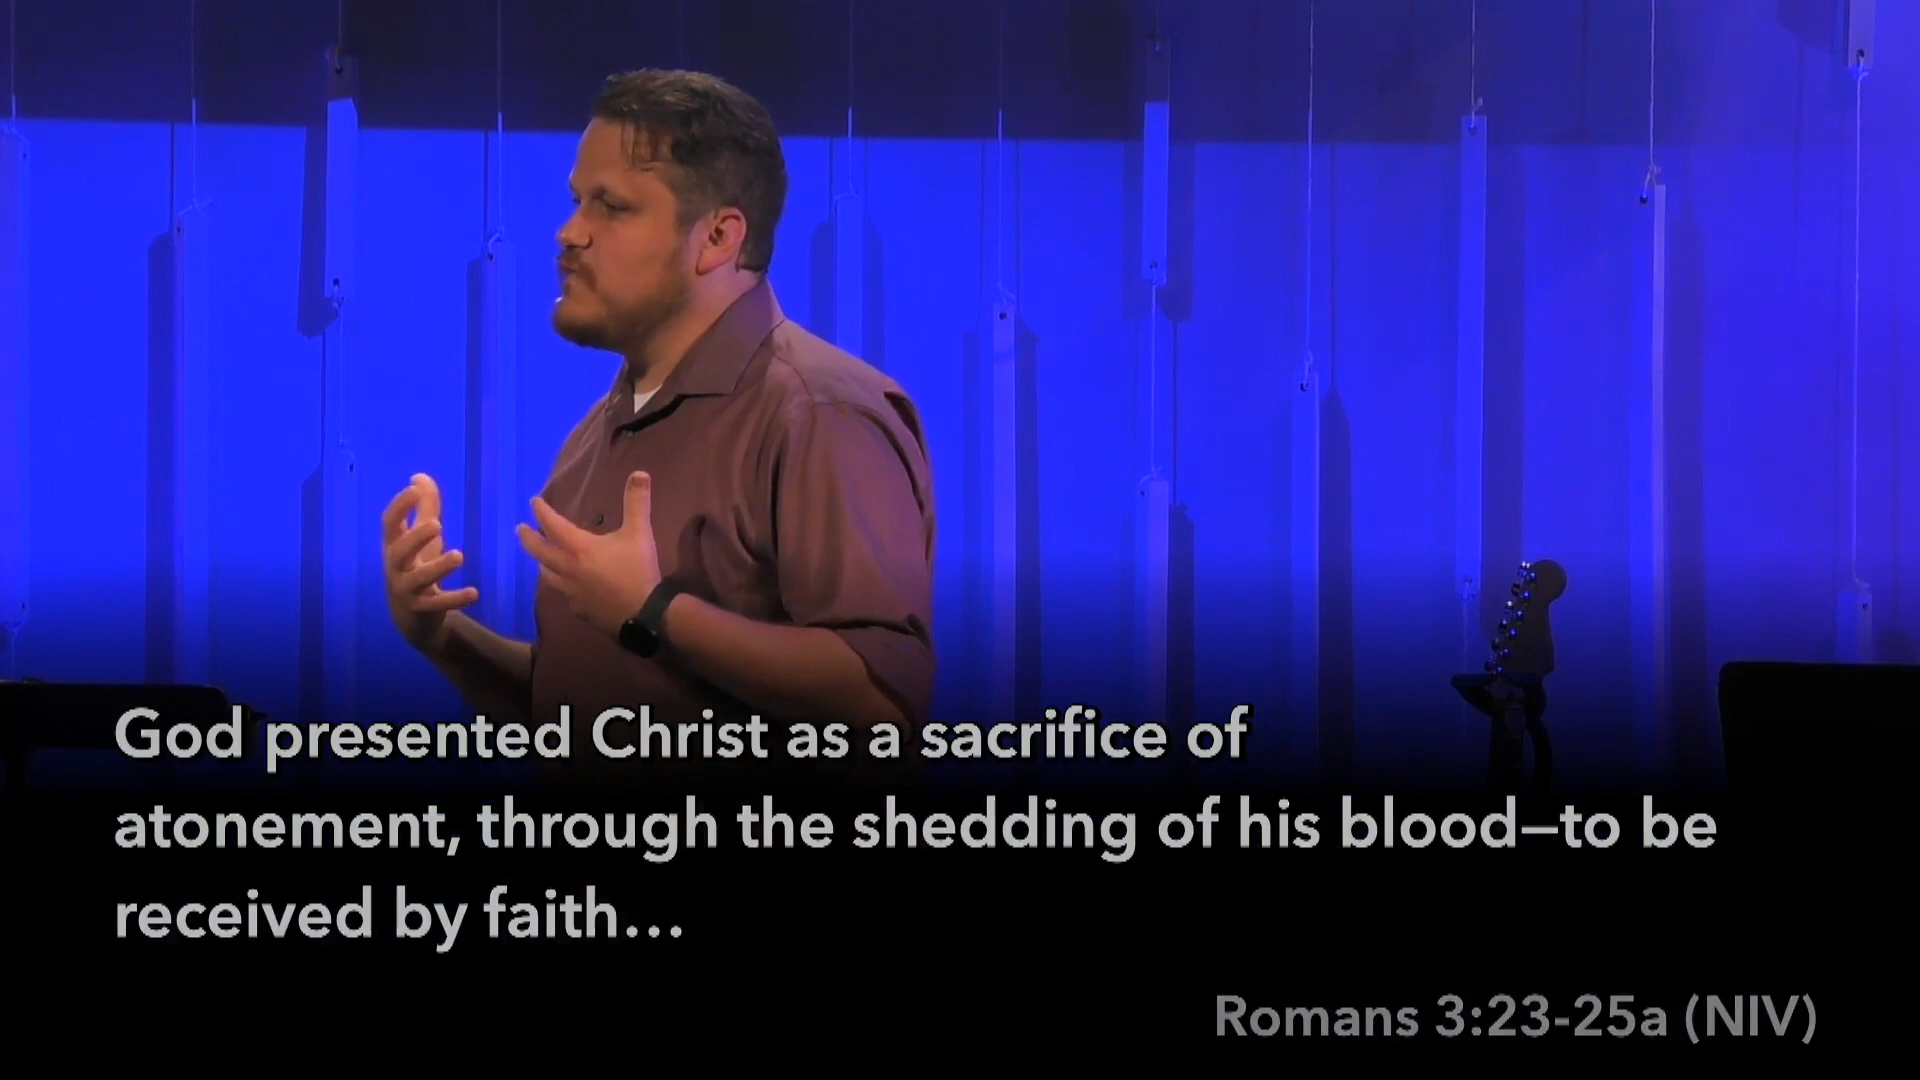 God presented Christ as a sacrifice of
atonement, through the shedding of his blood—to be
received by faith…
Romans 3:23-25a (NIV)